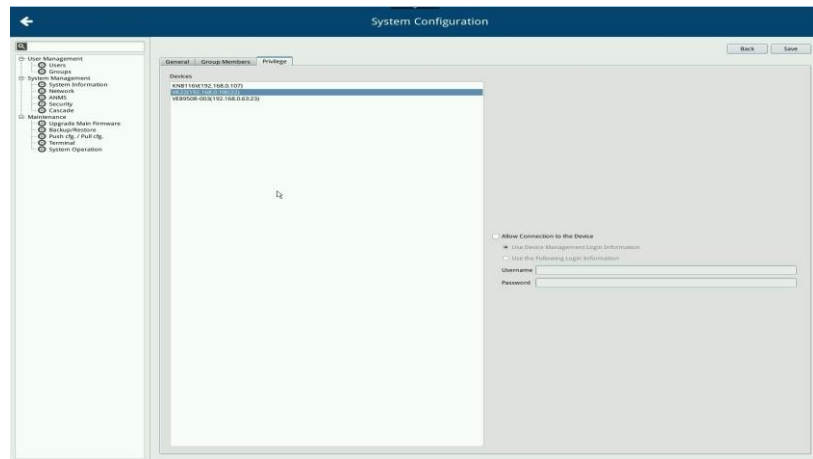 System Configuration
Back
Save
User Management
Users
Groups
System Management
System Information
Network
ANMS
Security
Cascade
Maintenance
Upgrade Main Firmware
Backup/Restore
Push cfg. / Pull cfg.
Terminal
System Operation
General
Group Members
Privilege
Devices
KN8116V(192.168.0.107)
VE8950R-003(192.168.0.63:23)
Allow Connection to the Device
Use Device Management Login Information
Use the Following Login Information
Username
Password